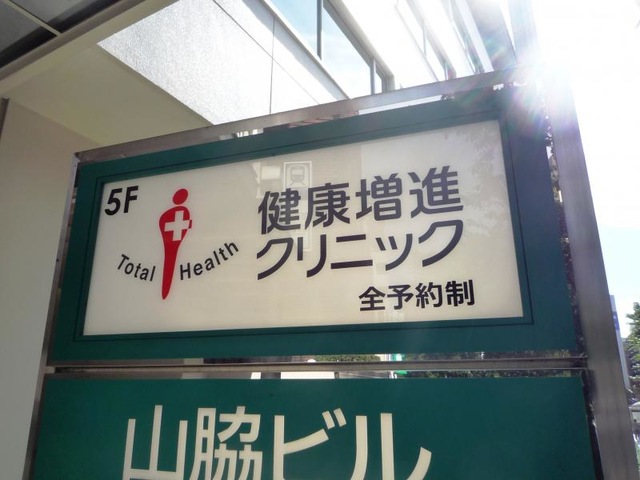 5F
Total Health
健康増進
クリニック
全予約制
山脇ビル